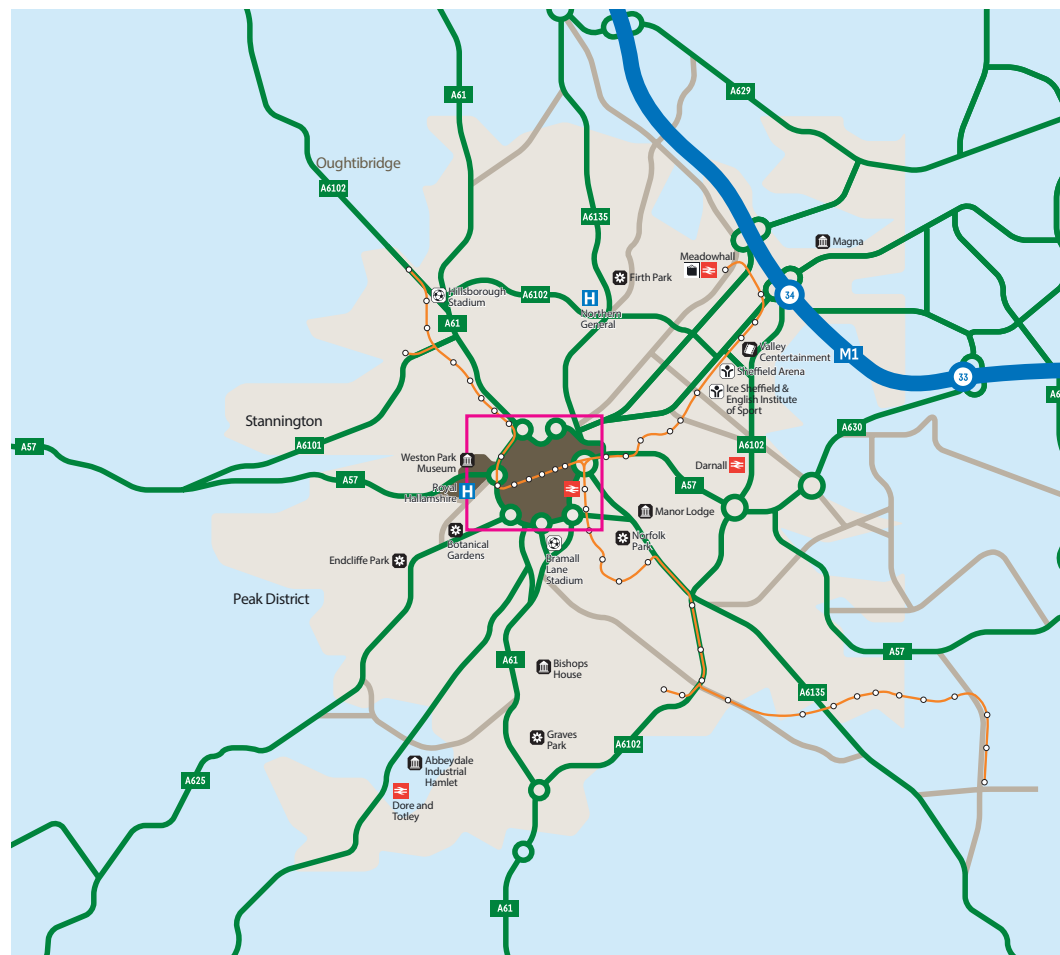 A61
A629
Oughtibridge
A6102
A6135
Magna
Meadowhall
Firth Park
Hillsborough
Stadium
A6102
H
Northern
General
34
A61
Valley
Centertainment
M1
Sheffield Arena
33
Ice Sheffield &
English Institute
of Sport
A6
Stannington
A630
A57
A6101
A6102
Weston Park
Museum
Darnall
A57
Royal
Hallamshire
H
A57
Manor Lodge
Botanical
Gardens
Norfolk
Park
Endcliffe Park
Bramall
Lane
Stadium
Peak District
A57
A61
Bishops
House
A6135
Graves
Park
A6102
Abbeydale
Industrial
Hamlet
A625
Dore and
Totley
A61